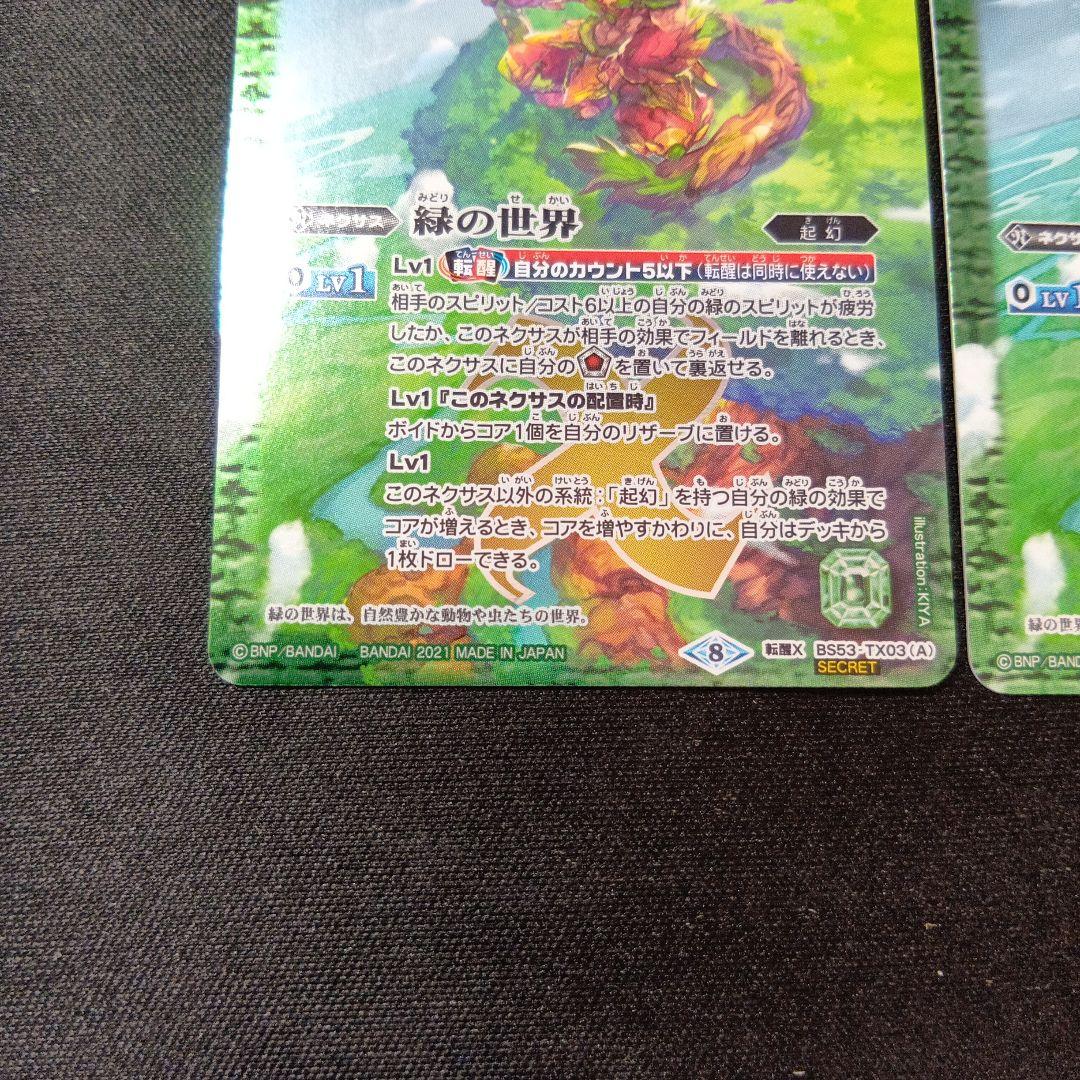 ネクサス 緑の世界 起幻
0 LV1
Lv1 転醒 自分のカウント5以下(転醒は同時に使えない)
相手のスピリット/コスト6以上の自分の緑のスピリットが疲労
したか、このネクサスが相手の効果でフィールドを離れるとき、
このネクサスに自分の を置いて裏返せる。
Lv1『このネクサスの配置時』
ボイドからコア1個を自分のリザーブに置ける。
Lv1
このネクサス以外の系統:「起幻」を持つ自分の緑の効果で
コアが増えるとき、コアを増やすかわりに、自分はデッキから
1枚ドローできる。
緑の世界は、自然豊かな動物や虫たちの世界。
Illustration:KIYA
©BNP/BANDAI BANDAI 2021 MADE IN JAPAN 8 転醒X BS53-TX03(A)
SECRET
ネクサス
0 LV1
緑の世界
©BNP/BANDAI